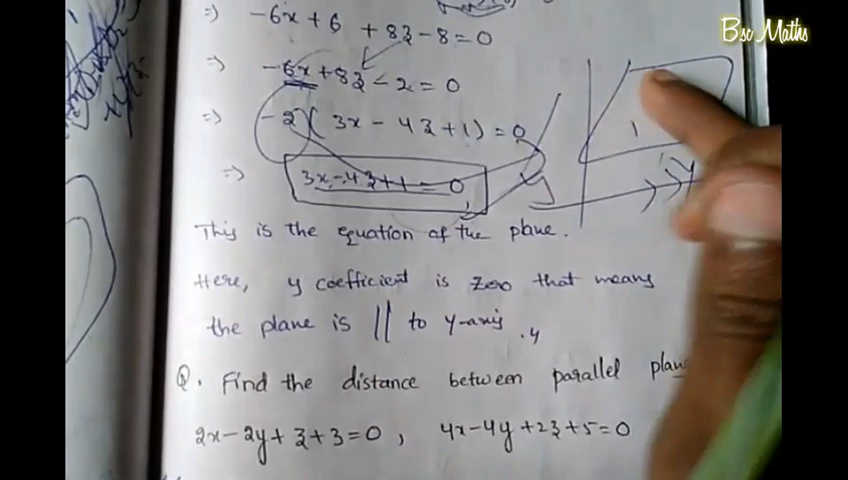 Bsc Maths
=> -6x + 6 + 8z - 8 = 0
=> -6x + 8z - 2 = 0
=> -2)( 3x - 4z + 1) = 0
=> 3x - 4z + 1 = 0
This is the equation of the plane.
Here, y coefficient is zero that means
the plane is || to y-axis.
Q. Find the distance between parallel plan
2x - 2y + z + 3 = 0, 4x - 4y + 2z + 5 = 0